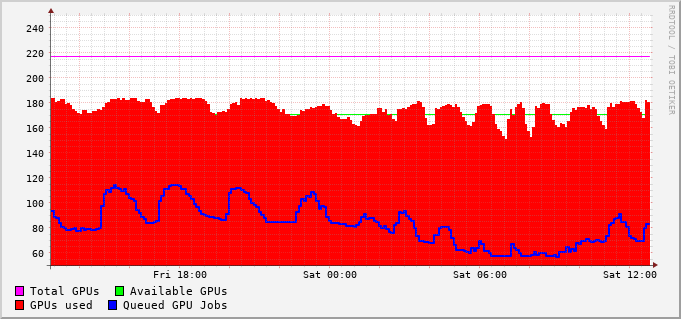 240
220
200
180
160
140
120
100
80
60
Fri 18:00 Sat 00:00 Sat 06:00 Sat 12:00
Total GPUs Available GPUs
GPUs used Queued GPU Jobs
RRDTOOL / TOBI OETIKER